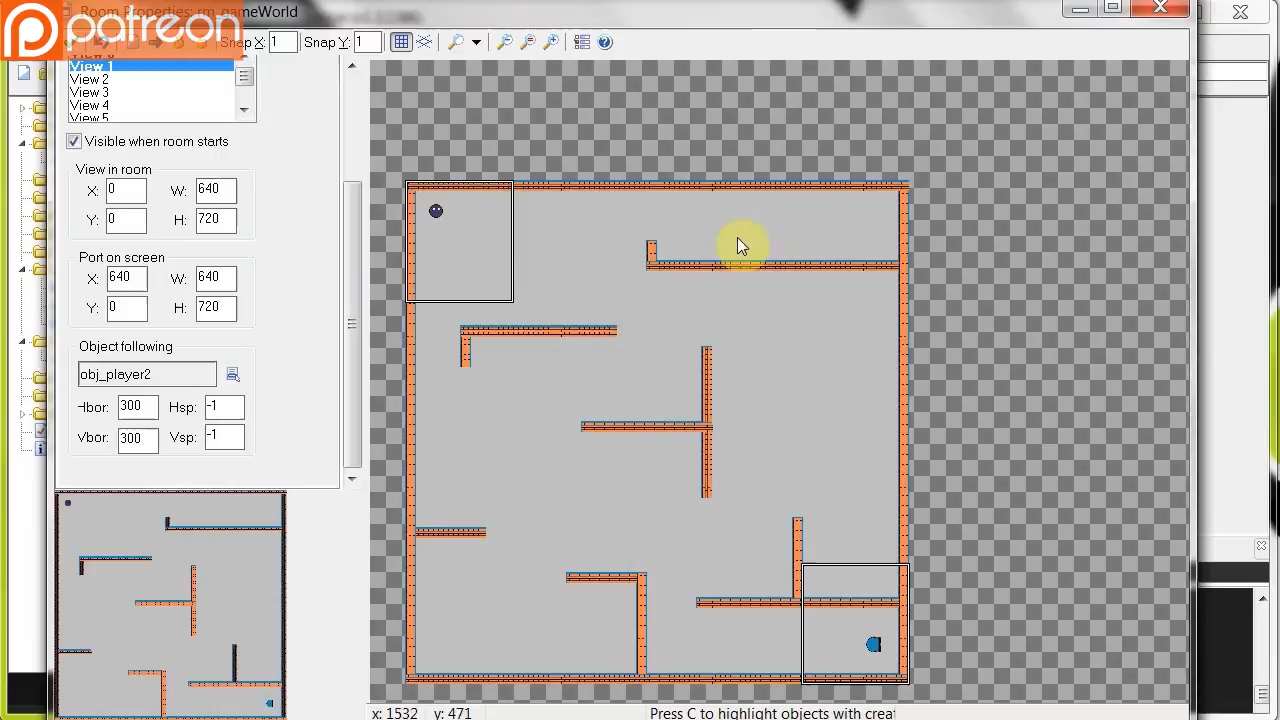 Room Properties: rm_gameWorld
patreon
Snap X: 1 Snap Y: 1
View 1
View 2
View 3
View 4
View 5
Visible when room starts
View in room
X: 0 W: 640
Y: 0 H: 720
Port on screen
X: 640 W: 640
Y: 0 H: 720
Object following
obj_player2
Hbor: 300 Hsp: -1
Vbor: 300 Vsp: -1
x: 1532 y: 471 Press C to highlight objects with creat